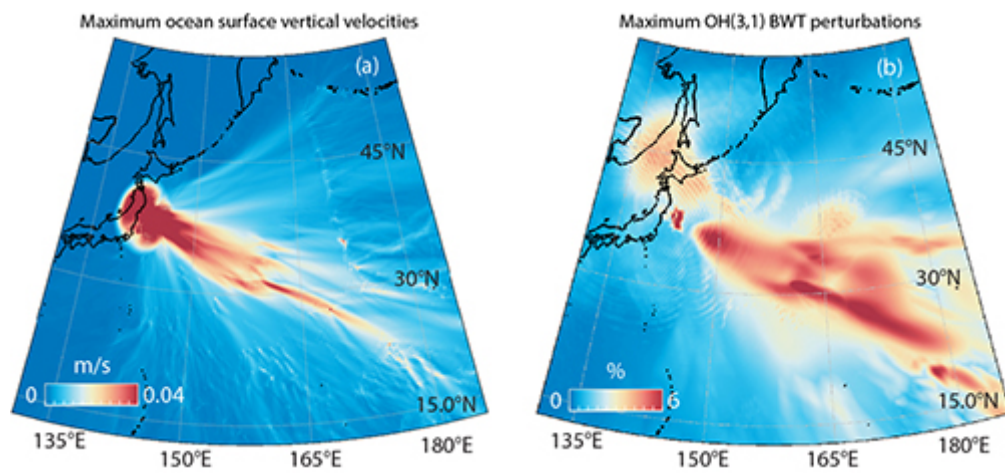 Maximum ocean surface vertical velocities
(a)
45°N
30°N
15.0°N
m/s
0 0.04
135°E
150°E
165°E
180°E
Maximum OH(3,1) BWT perturbations
(b)
45°N
30°N
15.0°N
%
0 6
135°E
150°E
165°E
180°E